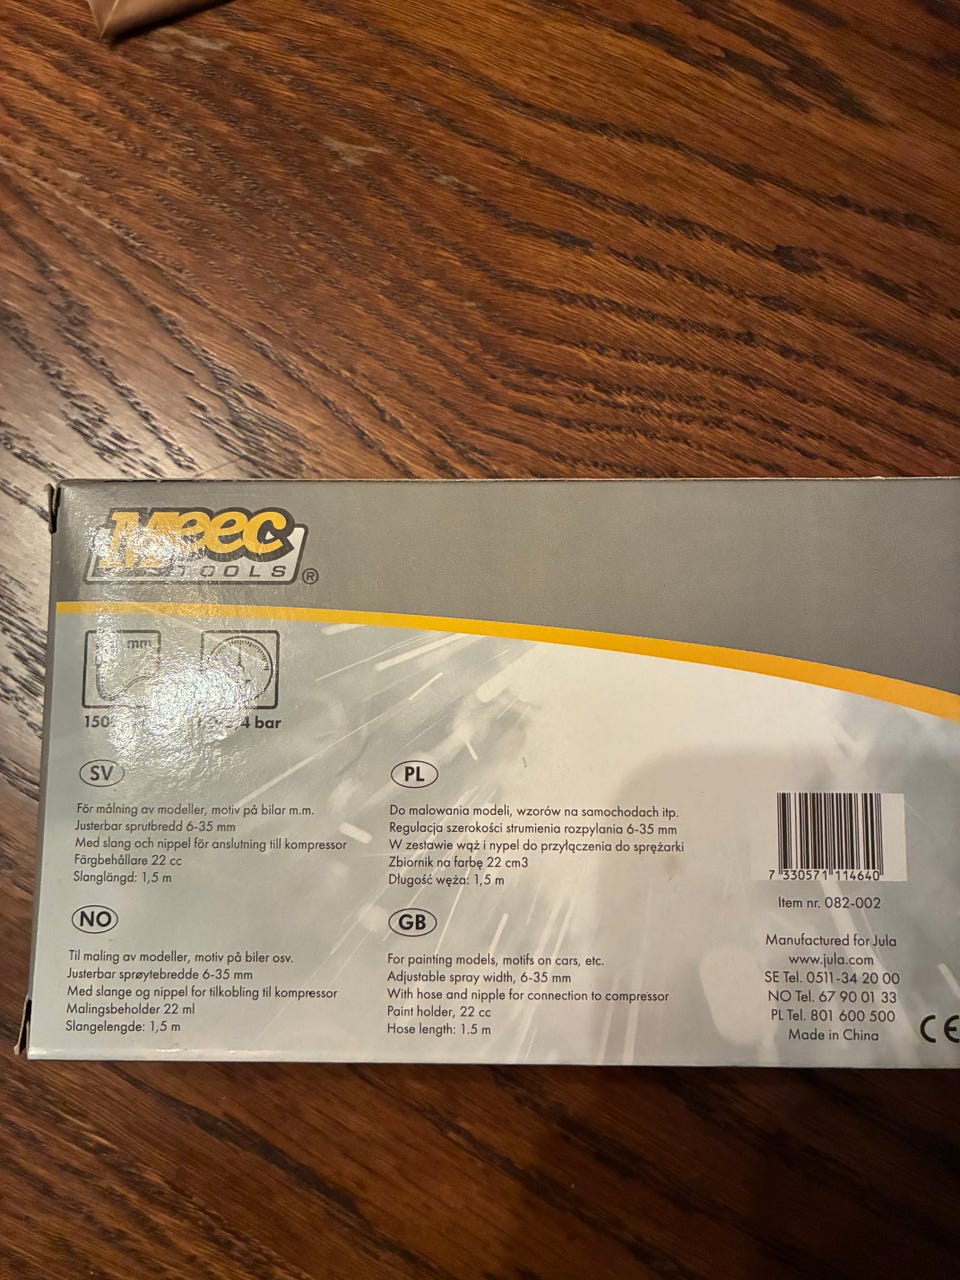 Meec
TOOLS®
mm
150
4 bar
SV
För målning av modeller, motiv på bilar m.m.
Justerbar sprutbredd 6-35 mm
Med slang och nippel för anslutning till kompressor
Färgbehållare 22 cc
Slanglängd: 1,5 m
NO
Til maling av modeller, motiv på biler osv.
Justerbar sprøytebredde 6-35 mm
Med slange og nippel for tilkobling til kompressor
Malingsbeholder 22 ml
Slangelengde: 1,5 m
PL
Do malowania modeli, wzorów na samochodach itp.
Regulacja szerokości strumienia rozpylania 6-35 mm
W zestawie wąż i nypel do przyłączenia do sprężarki
Zbiornik na farbę 22 cm3
Długość węża: 1,5 m
GB
For painting models, motifs on cars, etc.
Adjustable spray width, 6-35 mm
With hose and nipple for connection to compressor
Paint holder, 22 cc
Hose length: 1.5 m
7 330571 114640
Item nr. 082-002
Manufactured for Jula
www.jula.com
SE Tel. 0511-34 20 00
NO Tel. 67 90 01 33
PL Tel. 801 600 500
Made in China
CE